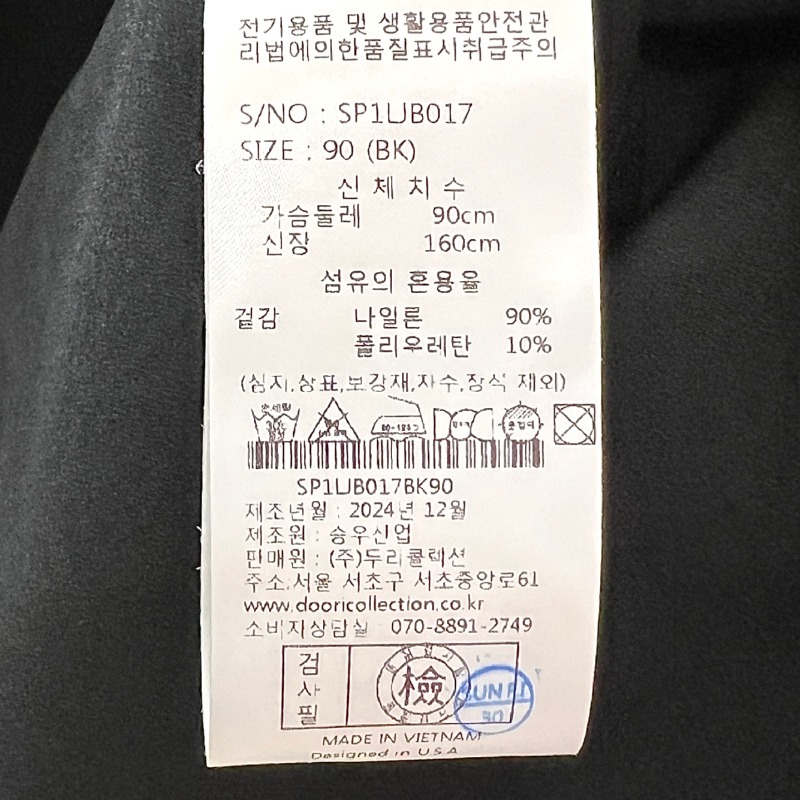 전기용품 및 생활용품안전관
리법에의한품질표시취급주의
S/NO : SP1UB017
SIZE : 90 (BK)
신 체 치 수
가슴둘레 90cm
신장 160cm
섬유의 혼용율
겉감 나일론 90%
폴리우레탄 10%
(심지,상표,보강재,자수,장식 제외)
80-120℃
SP1UB017BK90
제조년월 : 2024년 12월
제조원 : 승우산업
판매원 : (주)두리콜렉션
주소.서울 서초구 서초중앙로61
www.dooricollection.co.kr
소비자상담실 070-8891-2749
검
사
필
檢
SUN FI
30
MADE IN VIETNAM
Designed in U.S.A